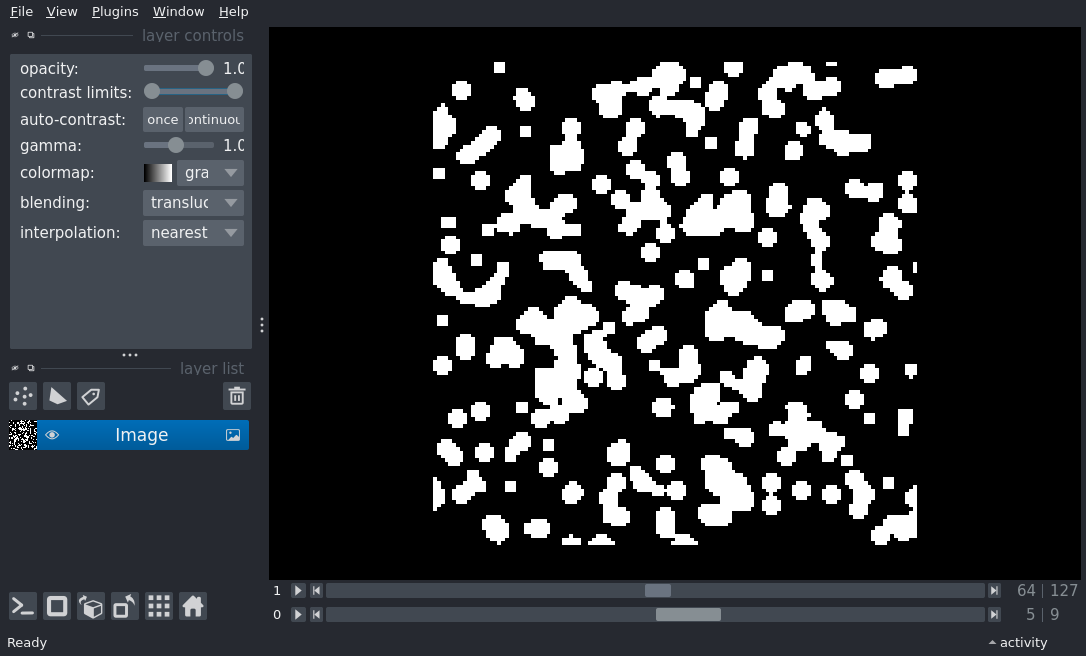 File View Plugins Window Help
layer controls
opacity: 1.0
contrast limits:
auto-contrast: once ontinuou
gamma: 1.0
colormap: gra
blending: transluc
interpolation: nearest
layer list
Image
1 64 127
0 5 9
Ready activity